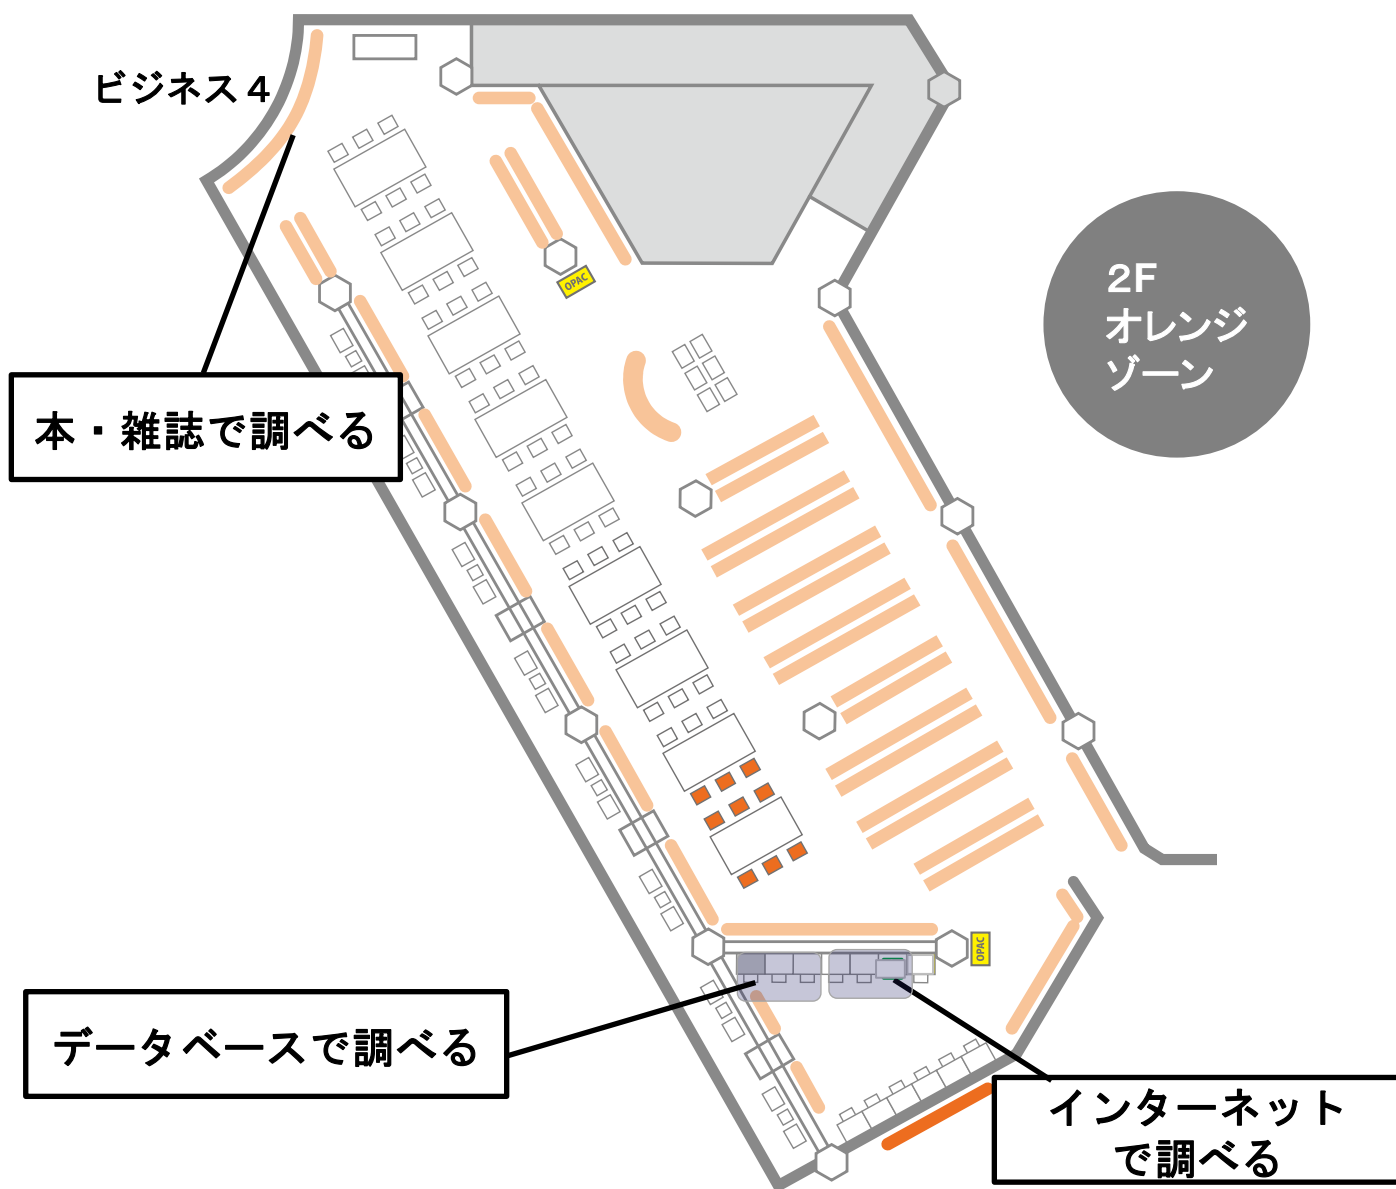 ビジネス４
OPAC
２F
オレンジ
ゾーン
本・雑誌で調べる
OPAC
データベースで調べる
インターネット
で調べる